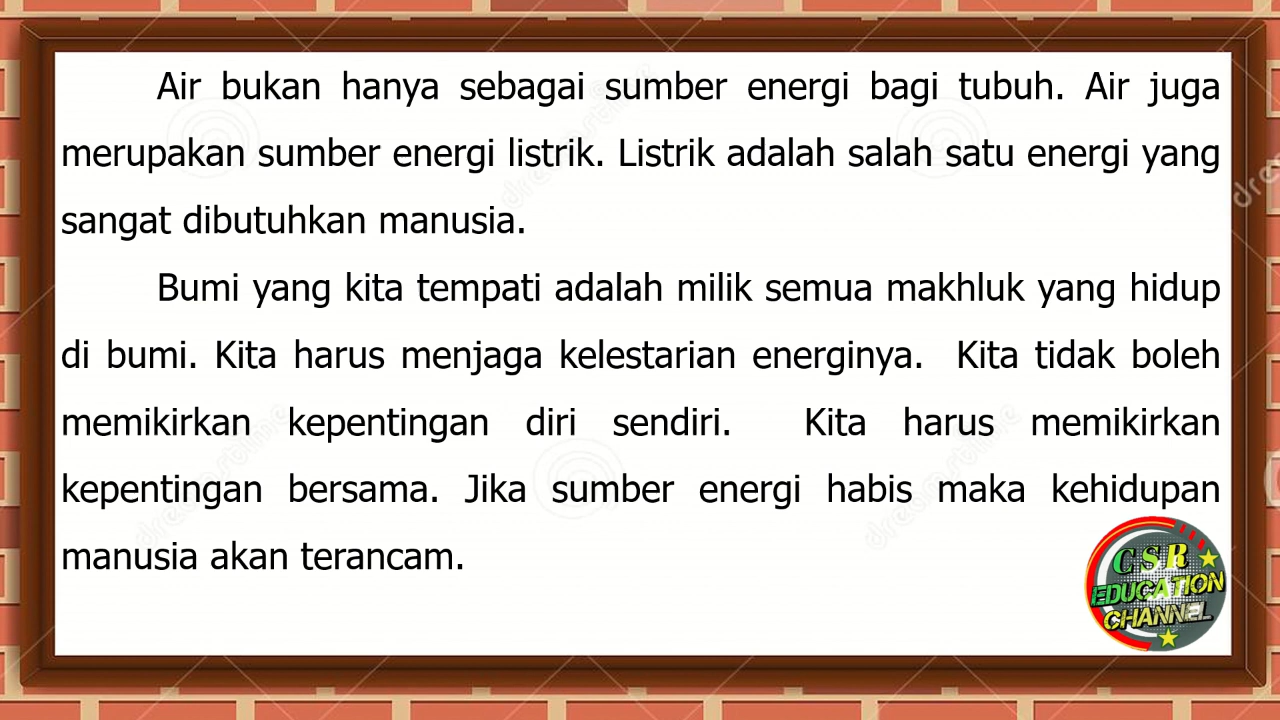 Air bukan hanya sebagai sumber energi bagi tubuh. Air juga
merupakan sumber energi listrik. Listrik adalah salah satu energi yang
sangat dibutuhkan manusia.
Bumi yang kita tempati adalah milik semua makhluk yang hidup
di bumi. Kita harus menjaga kelestarian energinya. Kita tidak boleh
memikirkan kepentingan diri sendiri. Kita harus memikirkan
kepentingan bersama. Jika sumber energi habis maka kehidupan
manusia akan terancam.
CSR
EDUCATION
CHANNEL